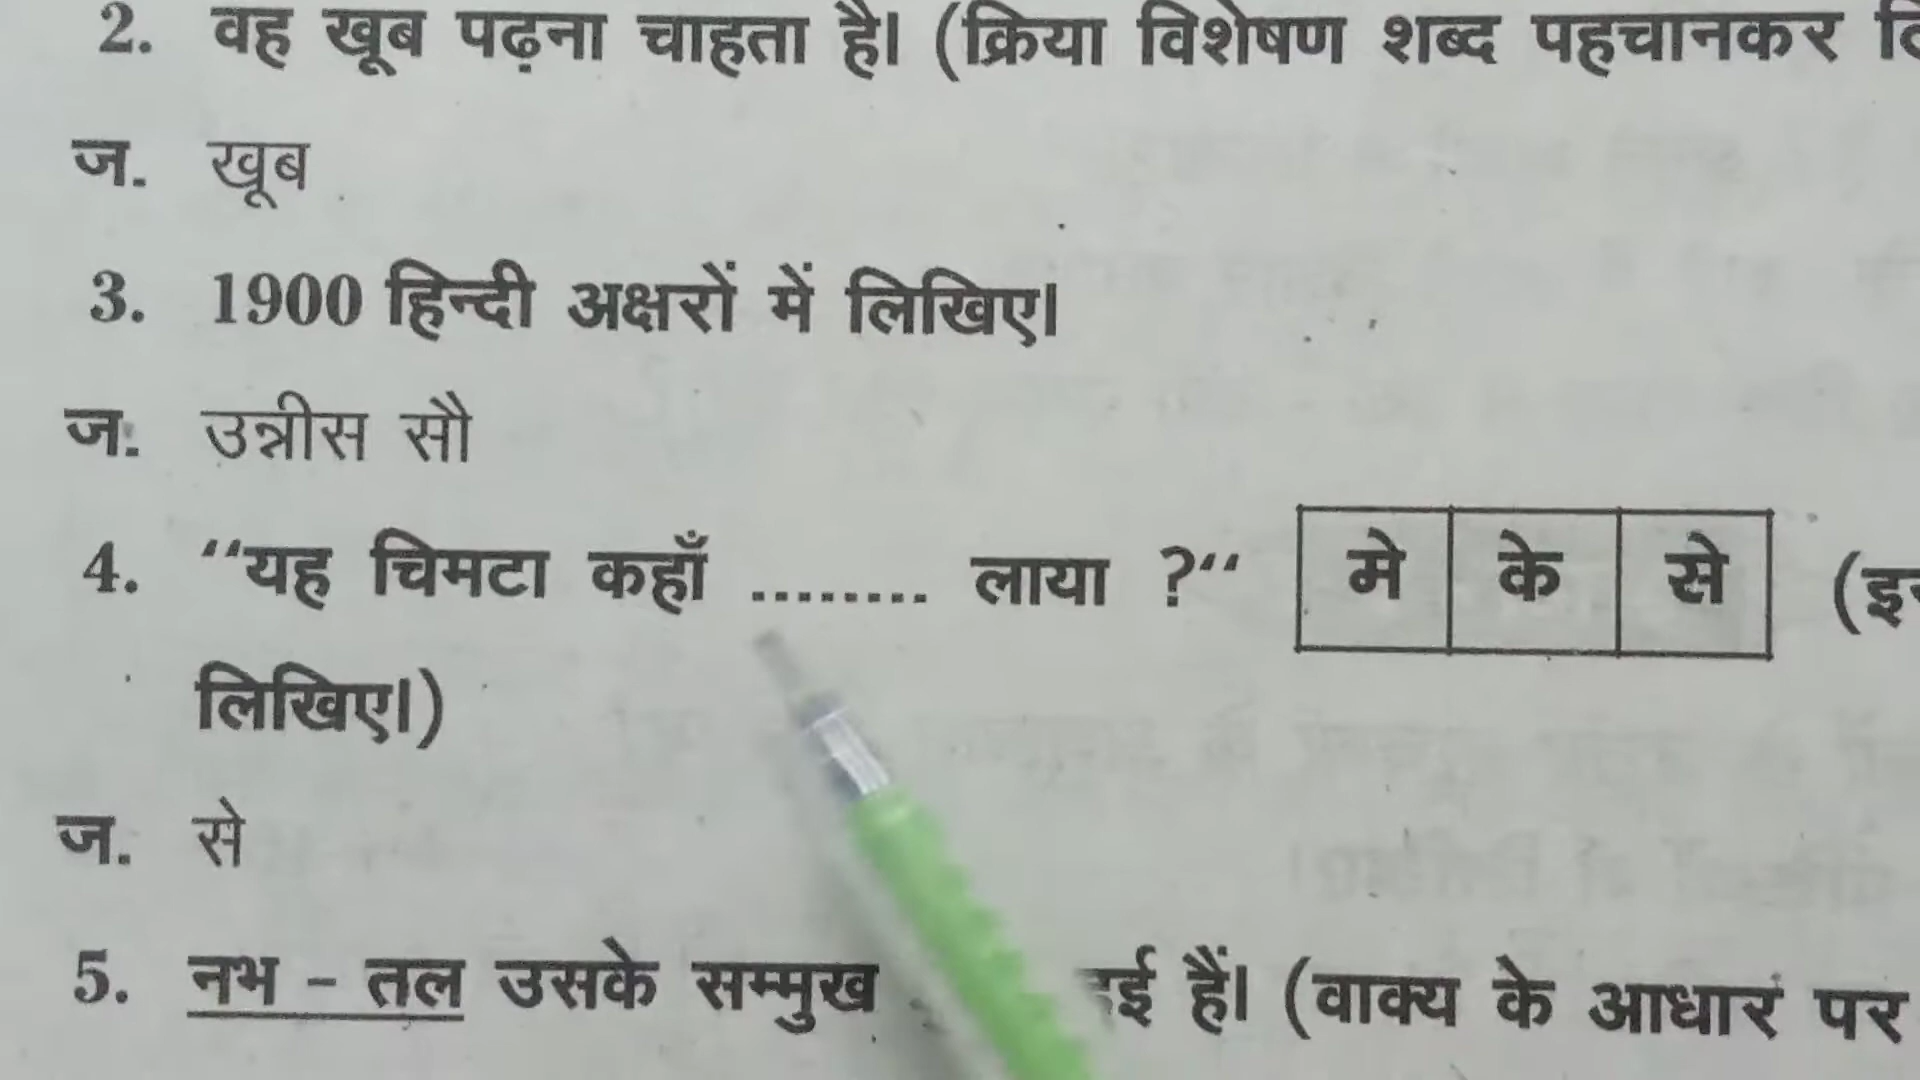 2. वह खूब पढ़ना चाहता है। (क्रिया विशेषण शब्द पहचानकर
ज. खूब
3. 1900 हिन्दी अक्षरों में लिखिए।
ज. उन्नीस सौ
4. “यह चिमटा कहाँ ........ लाया ?“ मे के से
लिखिए।)
ज. से
5. नभ - तल उसके सम्मुख हैं। (वाक्य के आधार पर